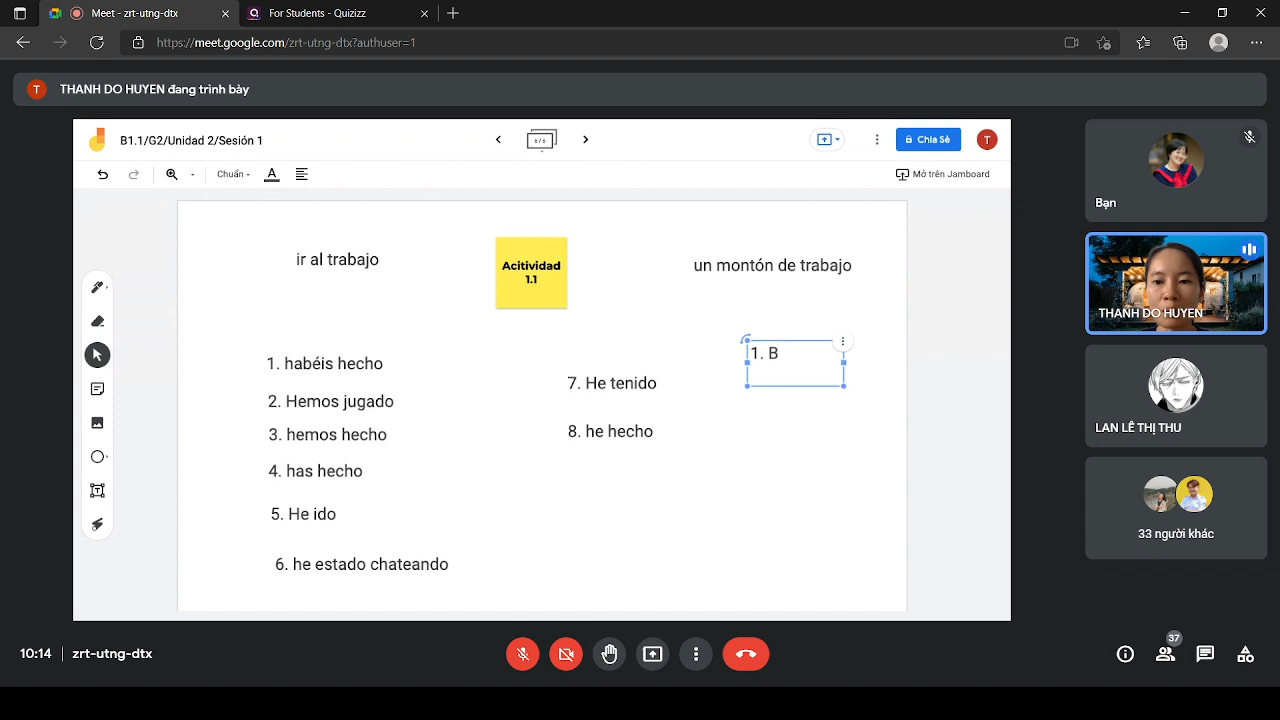 Meet - zrt-utng-dtx
For Students - Quizizz
https://meet.google.com/zrt-utng-dtx?authuser=1
T THANH DO HUYEN đang trình bày
B1.1/G2/Unidad 2/Sesión 1
6/6
Chia Sẻ
T
Chuẩn
A
Mở trên Jamboard
ir al trabajo
Acitividad
1.1
un montón de trabajo
1. habéis hecho
2. Hemos jugado
3. hemos hecho
4. has hecho
5. He ido
6. he estado chateando
7. He tenido
8. he hecho
1. B
Bạn
THANH DO HUYEN
LAN LÊ THỊ THU
33 người khác
10:14 | zrt-utng-dtx
37